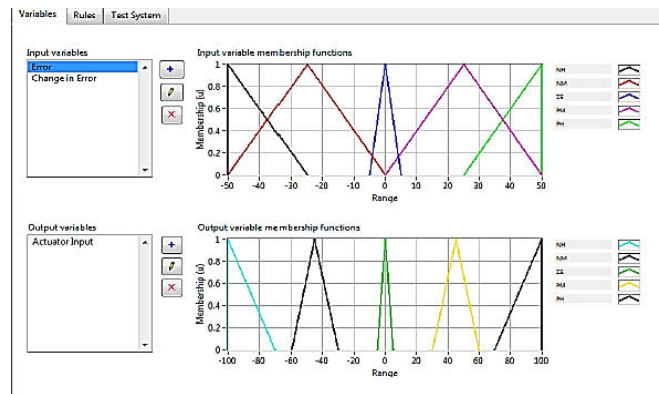 Variables Rules Test System
Input variables
Error
Change in Error
Input variable membership functions
Membership (u)
1
0.8
0.6
0.4
0.2
0
-50 -40 -30 -20 -10 0 10 20 30 40 50
Range
NH
NM
ZE
PM
PH
Output variables
Actuator Input
Output variable membership functions
Membership (u)
1
0.8
0.6
0.4
0.2
0
-100 -80 -60 -40 -20 0 20 40 60 80 100
Range
NH
NM
ZE
PM
PH